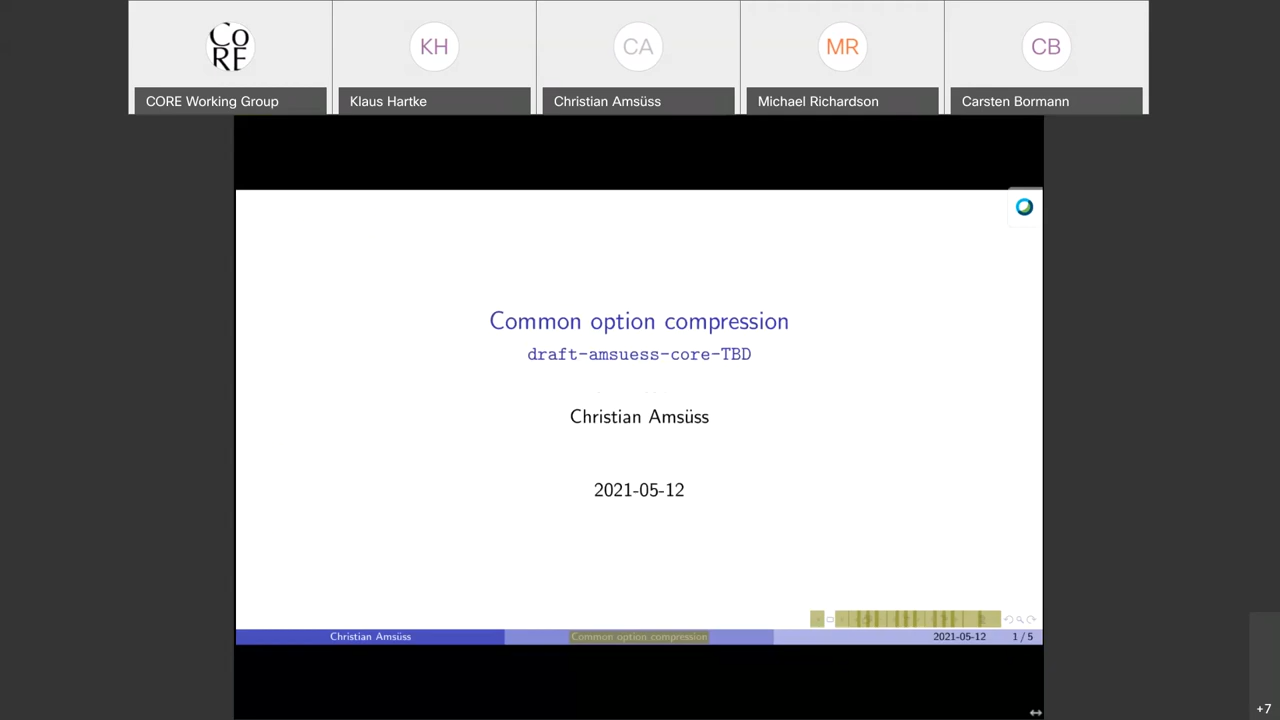 CO
RE
KH
CA
MR
CB
CORE Working Group
Klaus Hartke
Christian Amsüss
Michael Richardson
Carsten Bormann
Common option compression
draft-amsuess-core-TBD
Christian Amsüss
2021-05-12
Christian Amsüss
Common option compression
2021-05-12
1 / 5
+7